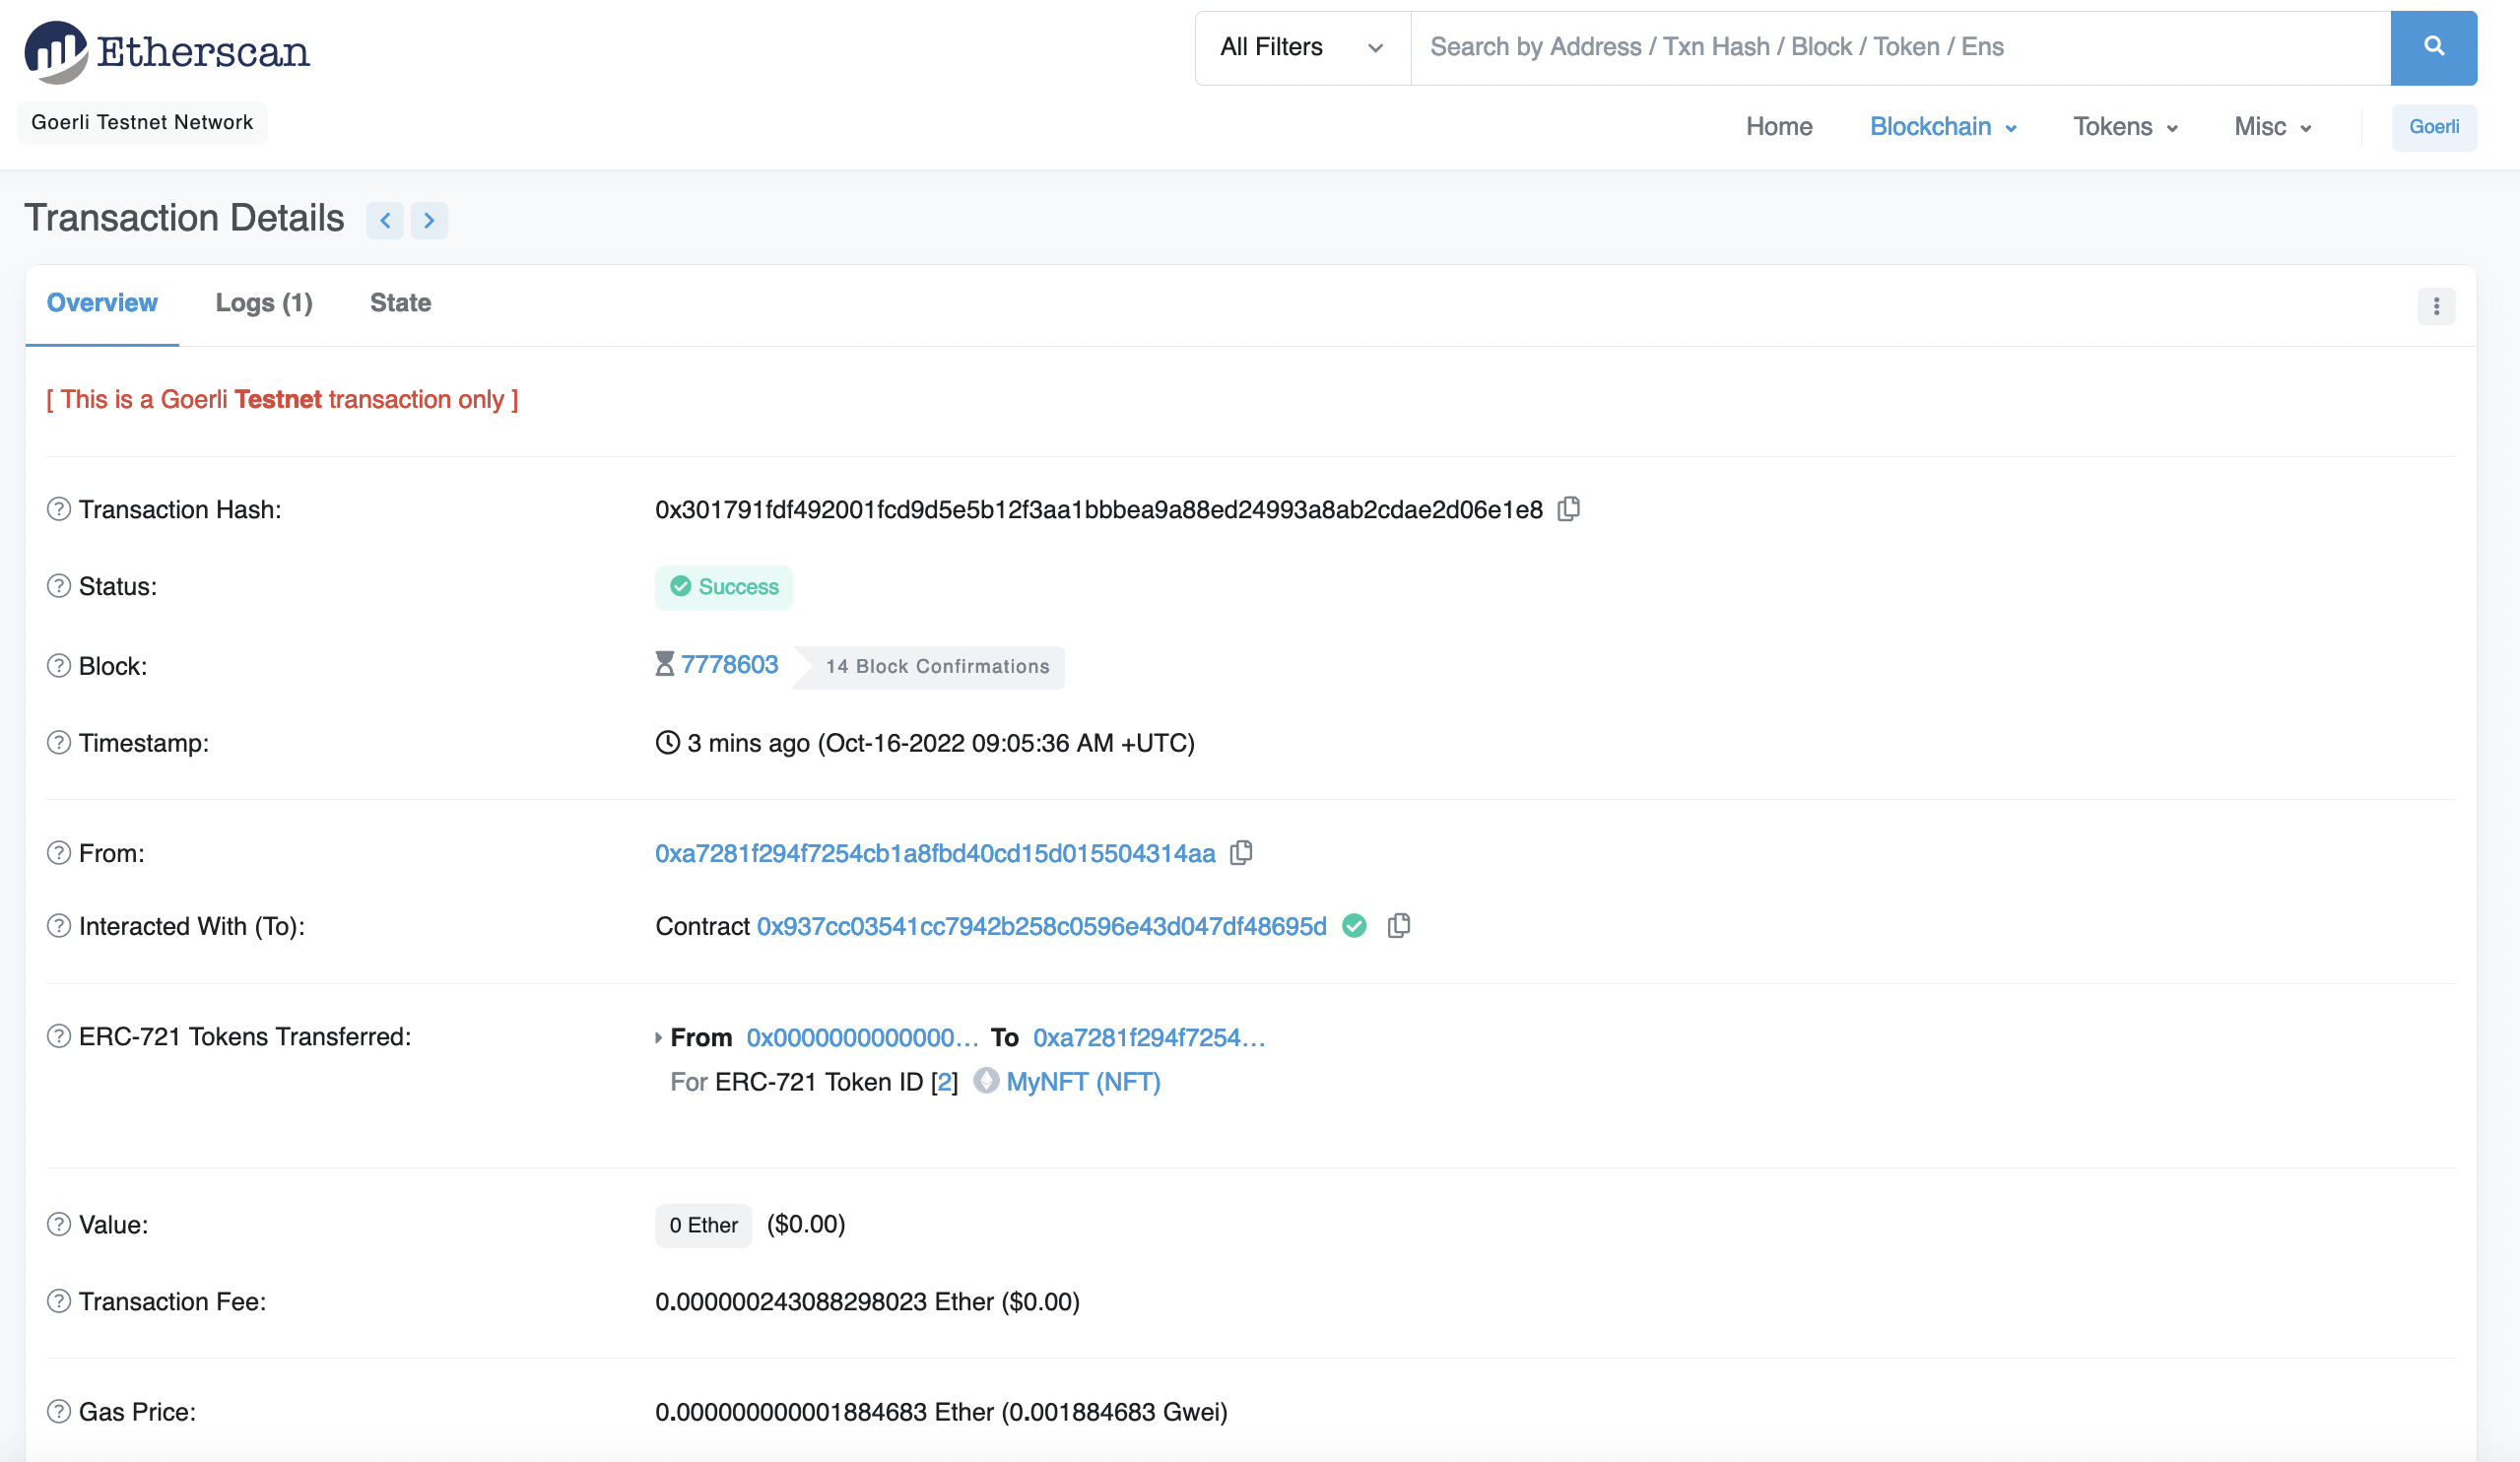 Etherscan
All Filters
Search by Address / Txn Hash / Block / Token / Ens
Goerli Testnet Network
Home
Blockchain
Tokens
Misc
Goerli
Transaction Details
Overview
Logs (1)
State
[ This is a Goerli Testnet transaction only ]
Transaction Hash:
0x301791fdf492001fcd9d5e5b12f3aa1bbbea9a88ed24993a8ab2cdae2d06e1e8
Status:
Success
Block:
7778603
14 Block Confirmations
Timestamp:
3 mins ago (Oct-16-2022 09:05:36 AM +UTC)
From:
0xa7281f294f7254cb1a8fbd40cd15d015504314aa
Interacted With (To):
Contract 0x937cc03541cc7942b258c0596e43d047df48695d
ERC-721 Tokens Transferred:
From 0x0000000000000... To 0xa7281f294f7254...
For ERC-721 Token ID [2] MyNFT (NFT)
Value:
0 Ether ($0.00)
Transaction Fee:
0.000000243088298023 Ether ($0.00)
Gas Price:
0.000000000001884683 Ether (0.001884683 Gwei)